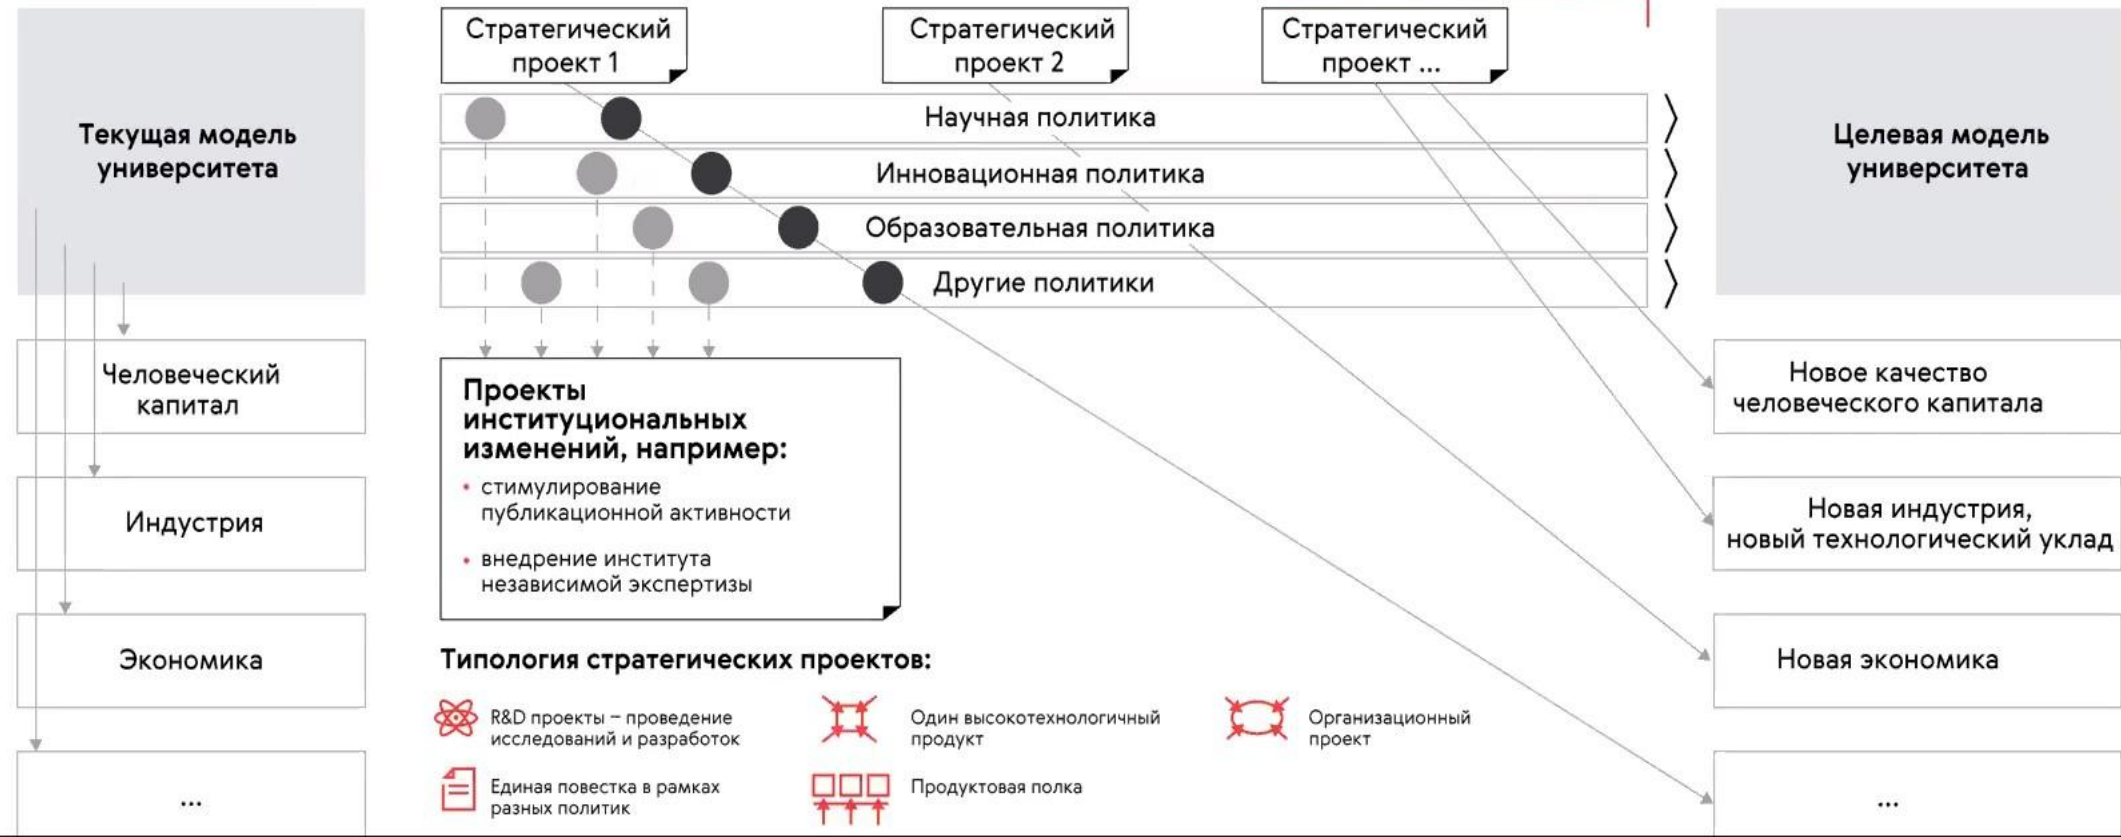 Текущая модель
университета
Человеческий
капитал
Индустрия
Экономика
...
Стратегический
проект 1
Стратегический
проект 2
Стратегический
проект ...
Научная политика
Инновационная политика
Образовательная политика
Другие политики
Проекты
институциональных
изменений, например:
• стимулирование
публикационной активности
• внедрение института
независимой экспертизы
Типология стратегических проектов:
R&D проекты – проведение
исследований и разработок
Единая повестка в рамках
разных политик
Один высокотехнологичный
продукт
Продуктовая полка
Организационный
проект
Целевая модель
университета
Новое качество
человеческого капитала
Новая индустрия,
новый технологический уклад
Новая экономика
...